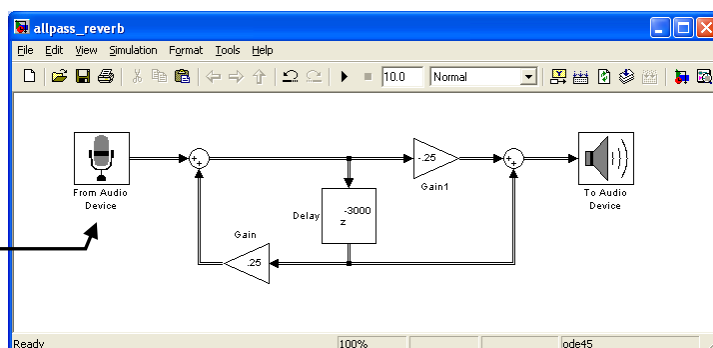 allpass_reverb
File Edit View Simulation Format Tools Help
10.0 Normal
From Audio
Device
+
+
-.25
Gain1
+
+
To Audio
Device
Delay
-3000
z
Gain
.25
Ready 100% ode45